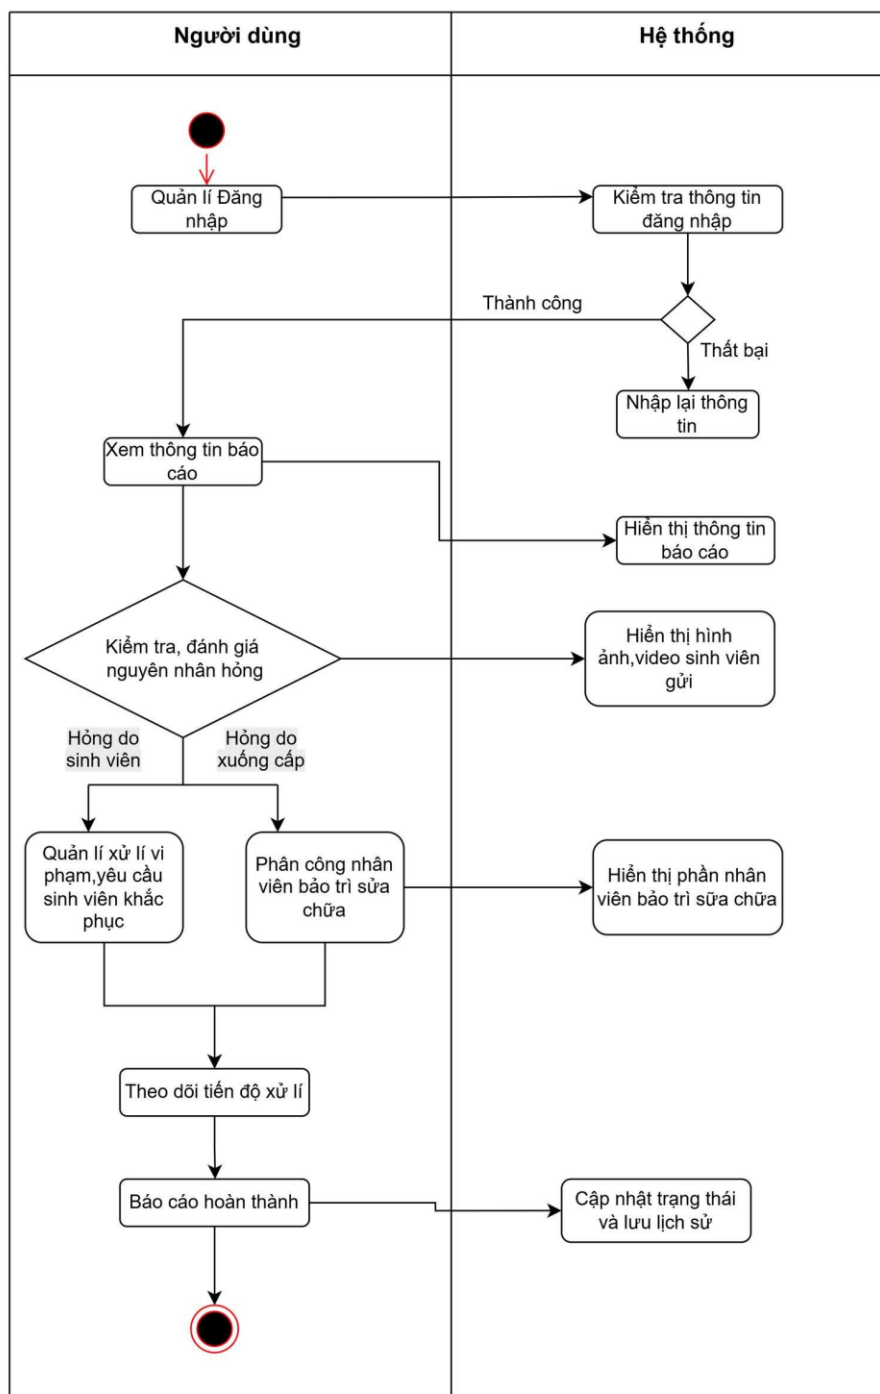 Người dùng
Hệ thống
Quản lí Đăng
nhập
Kiểm tra thông tin
đăng nhập
Thành công
Thất bại
Nhập lại thông
tin
Xem thông tin báo
cáo
Hiển thị thông tin
báo cáo
Kiểm tra, đánh giá
nguyên nhân hỏng
Hiển thị hình
ảnh,video sinh viên
gửi
Hỏng do
sinh viên
Hỏng do
xuống cấp
Quản lí xử lí vi
phạm,yêu cầu
sinh viên khắc
phục
Phân công nhân
viên bảo trì sửa
chữa
Hiển thị phần nhân
viên bảo trì sữa chữa
Theo dõi tiến độ xử lí
Báo cáo hoàn thành
Cập nhật trạng thái
và lưu lịch sử